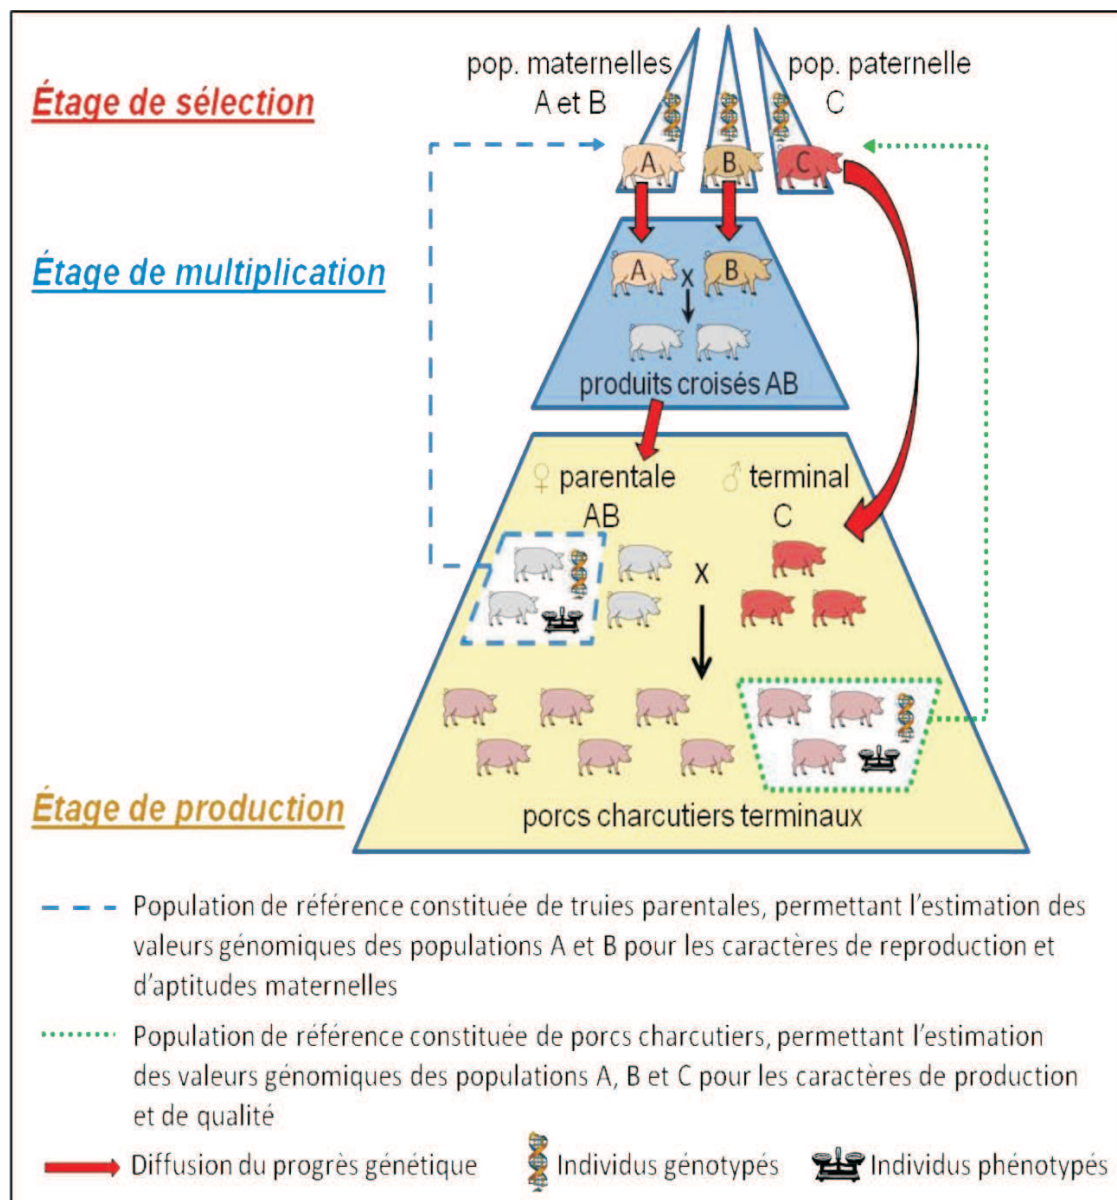 pop. maternelles
A et B
pop. paternelle
C
Étage de sélection
A
B
C
Étage de multiplication
A
x
B
produits croisés AB
♀ parentale
AB
♂ terminal
C
x
Étage de production
porcs charcutiers terminaux
Population de référence constituée de truies parentales, permettant l'estimation des
valeurs génomiques des populations A et B pour les caractères de reproduction et
d'aptitudes maternelles
Population de référence constituée de porcs charcutiers, permettant l'estimation
des valeurs génomiques des populations A, B et C pour les caractères de production
et de qualité
Diffusion du progrès génétique
Individus génotypés
Individus phénotypés